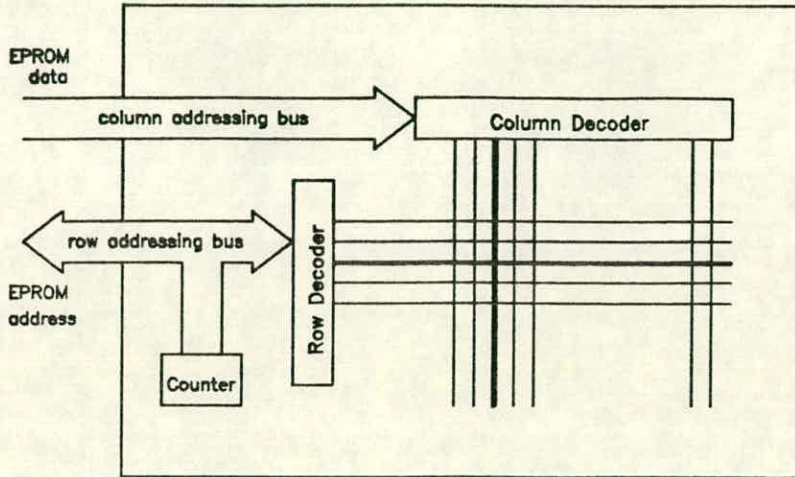 EPROM
data
column addressing bus
Column Decoder
row addressing bus
Row Decoder
EPROM
address
Counter